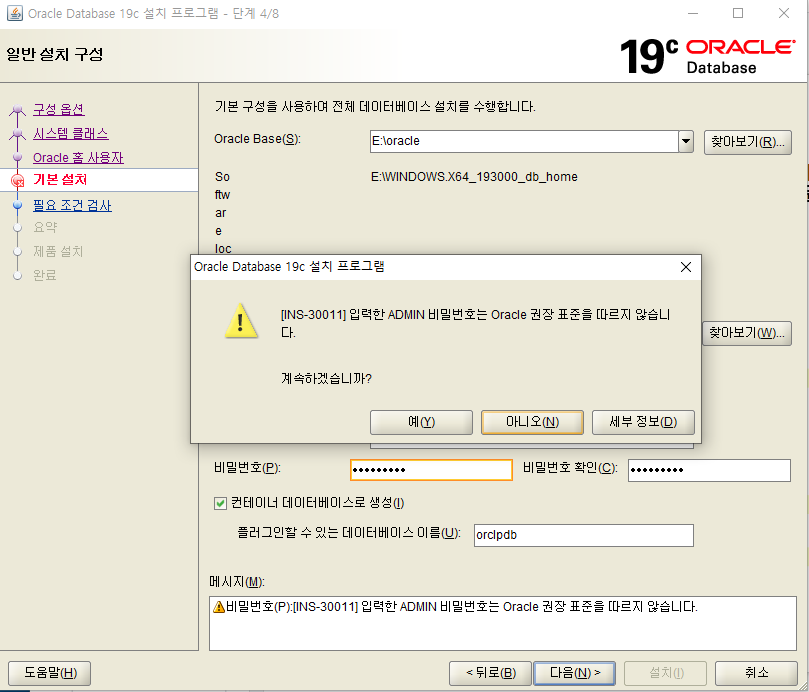 Oracle Database 19c 설치 프로그램 - 단계 4/8
일반 설치 구성
19c ORACLE
Database
구성 옵션
시스템 클래스
Oracle 홈 사용자
기본 설치
필요 조건 검사
요약
제품 설치
완료
기본 구성을 사용하여 전체 데이터베이스 설치를 수행합니다.
Oracle Base(S): E:\oracle 찾아보기(R)...
So E:\WINDOWS.X64_193000_db_home
ftw
ar
e
loc
Oracle Database 19c 설치 프로그램
[INS-30011] 입력한 ADMIN 비밀번호는 Oracle 권장 표준을 따르지 않습니
다.
계속하겠습니까?
예(Y) 아니오(N) 세부 정보(D)
찾아보기(W)...
비밀번호(P): ••••••••• 비밀번호 확인(C): •••••••••
컨테이너 데이터베이스로 생성(I)
플러그인할 수 있는 데이터베이스 이름(U): orclpdb
메시지(M):
비밀번호(P):[INS-30011] 입력한 ADMIN 비밀번호는 Oracle 권장 표준을 따르지 않습니다.
도움말(H) < 뒤로(B) 다음(N) > 설치(I) 취소